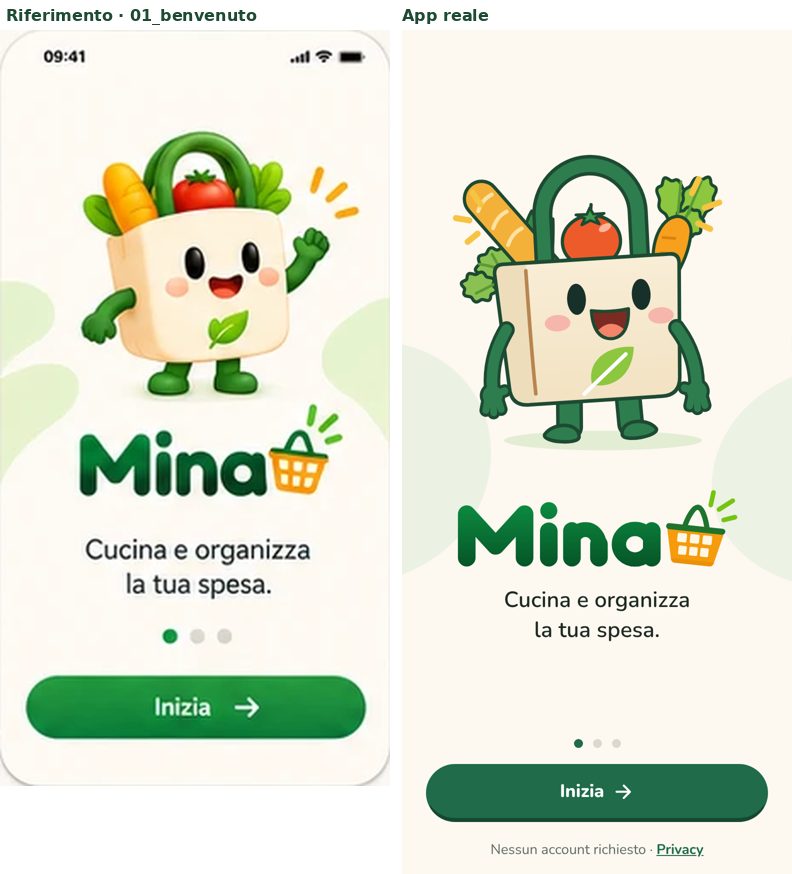 Riferimento · 01_benvenuto
09:41
Mina
Cucina e organizza
la tua spesa.
Inizia →
App reale
Mina
Cucina e organizza
la tua spesa.
Inizia →
Nessun account richiesto · Privacy